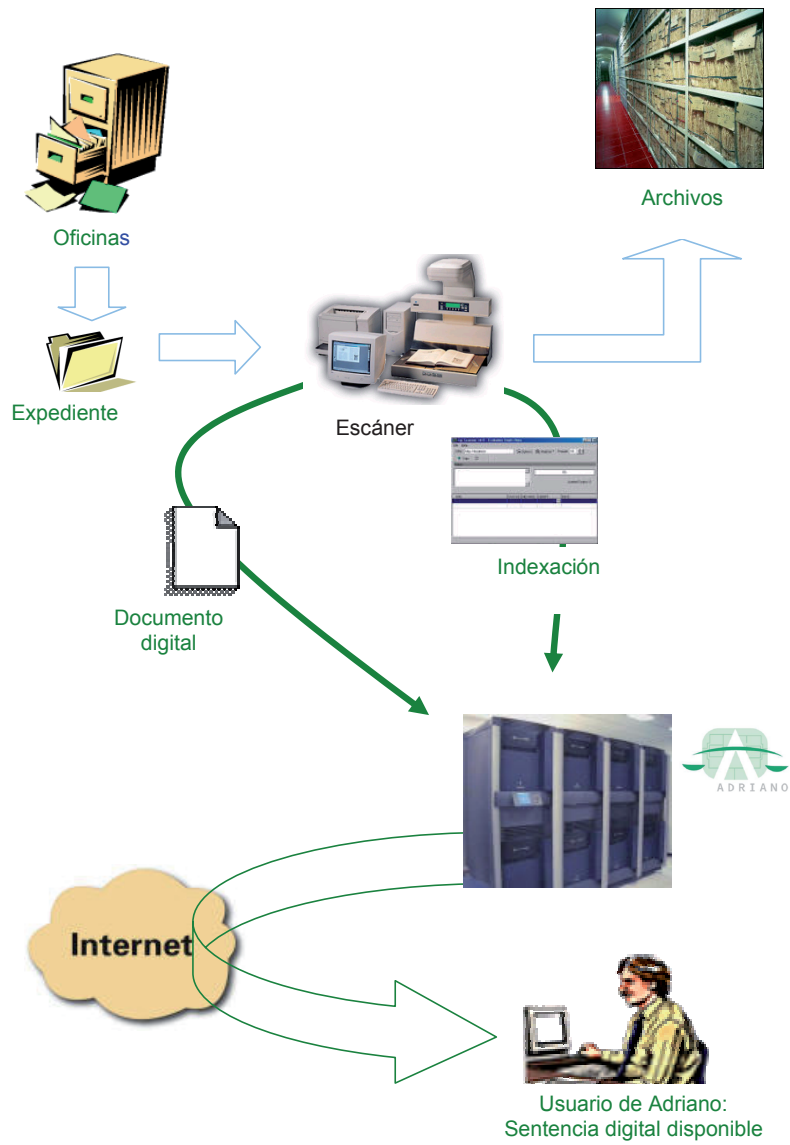 Archivos
Oficinas
Expediente
Escáner
Indexación
Documento
digital
ADRIANO
Internet
Usuario de Adriano:
Sentencia digital disponible